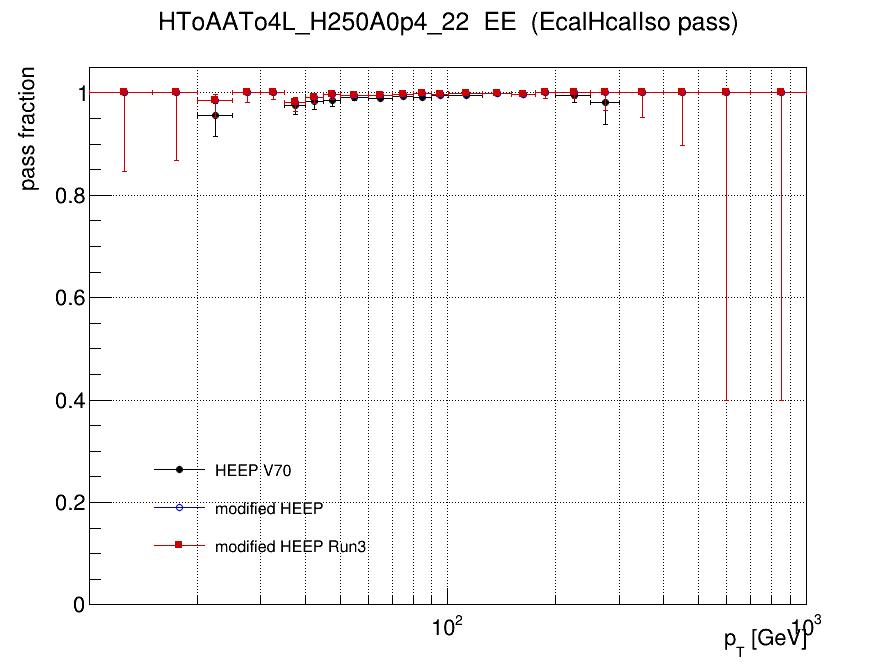 HToAATo4L_H250A0p4_22 EE (EcalHcalIso pass)
pass fraction
1
0.8
0.6
0.4
0.2
0
HEEP V70
modified HEEP
modified HEEP Run3
10²
10³
p_T [GeV]